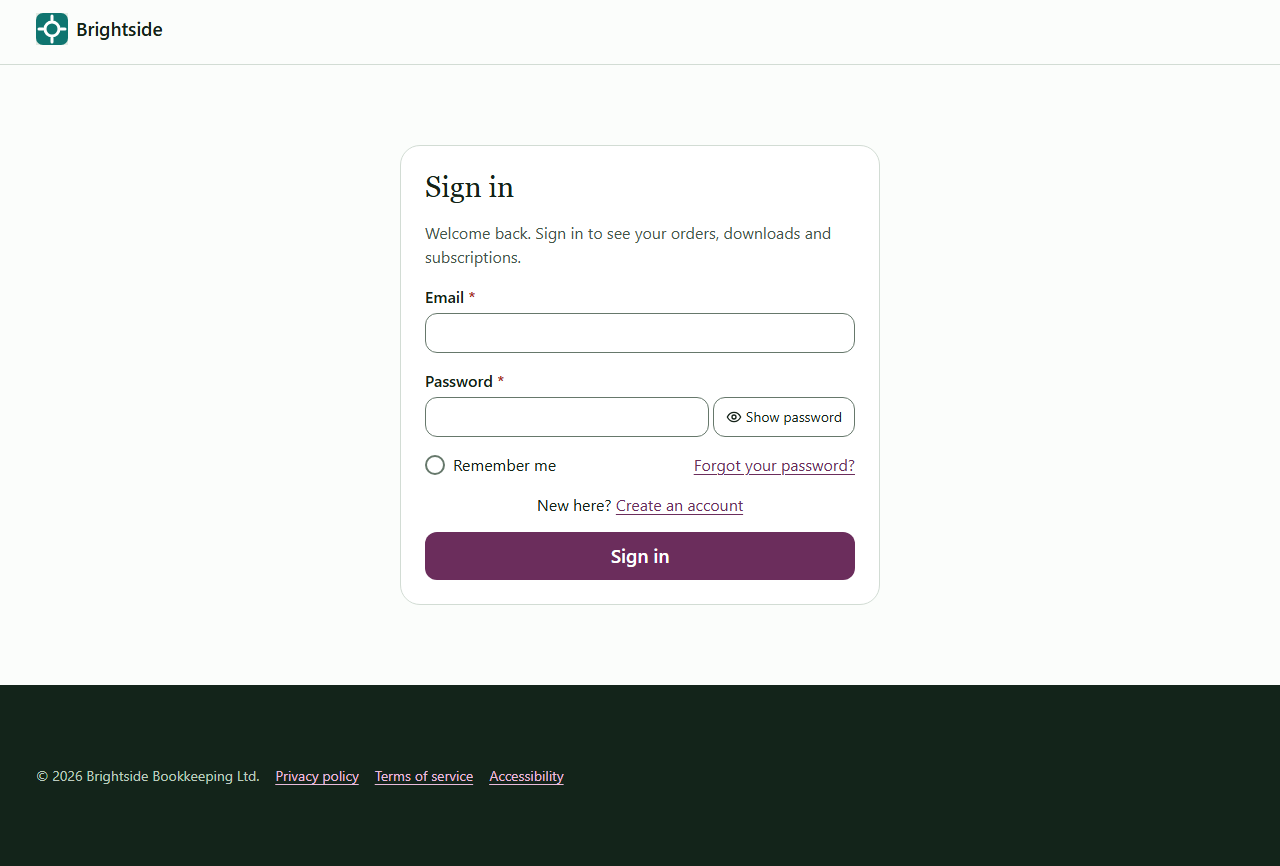 Brightside
Sign in
Welcome back. Sign in to see your orders, downloads and
subscriptions.
Email *
Password *
Show password
Remember me
Forgot your password?
New here? Create an account
Sign in
© 2026 Brightside Bookkeeping Ltd. Privacy policy Terms of service Accessibility